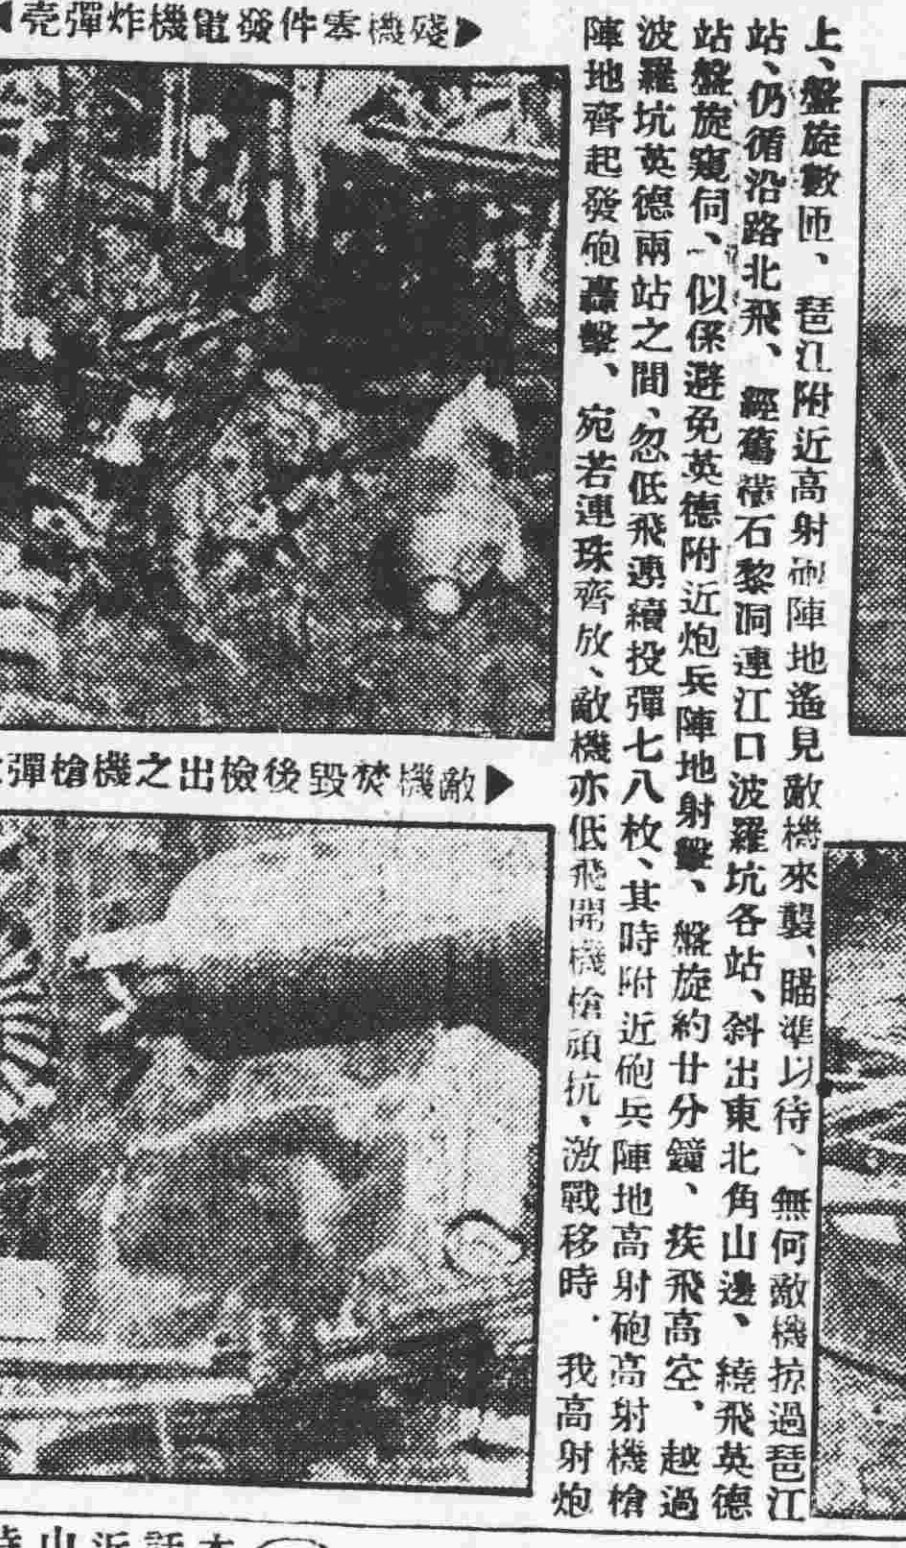 殘機零件發電機炸彈壳
上、盤旋數匝、琶江附近高射砲陣地遙見敵機來襲、瞄準以待、無何敵機掠過琶江
站、仍循沿路北飛、經舊橫石黎洞連江口波羅坑各站、斜出東北角山邊、繞飛英德
站盤旋窺伺、似係避免英德附近炮兵陣地射擊、盤旋約廿分鐘、疾飛高空、越過
波羅坑英德兩站之間、忽低飛連續投彈七八枚、其時附近砲兵陣地高射砲高射機槍
陣地齊起發砲轟擊、宛若連珠齊放、敵機亦低飛開機槍頑抗、激戰移時．我高射炮
敵機焚毀後檢出之機槍彈